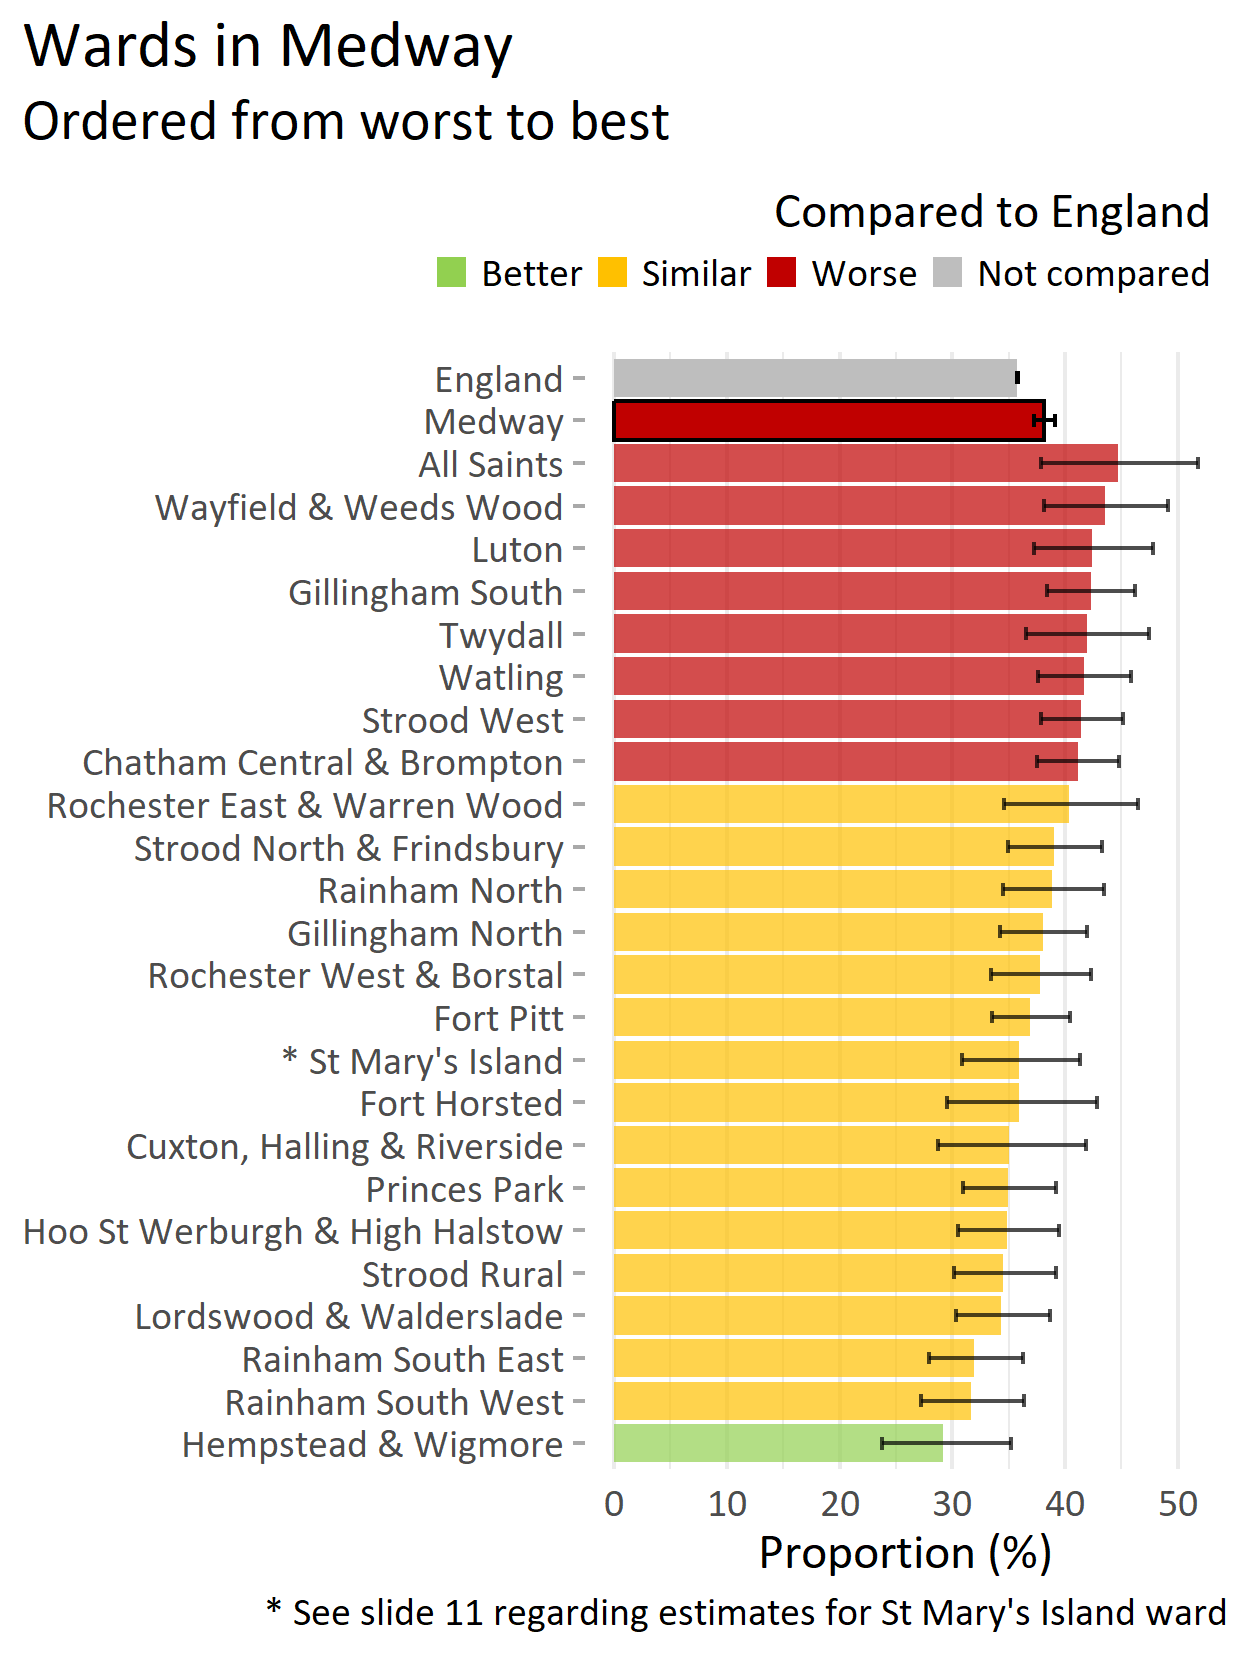 Wards in Medway
Ordered from worst to best
Compared to England
Better Similar Worse Not compared
England
Medway
All Saints
Wayfield & Weeds Wood
Luton
Gillingham South
Twydall
Watling
Strood West
Chatham Central & Brompton
Rochester East & Warren Wood
Strood North & Frindsbury
Rainham North
Gillingham North
Rochester West & Borstal
Fort Pitt
* St Mary's Island
Fort Horsted
Cuxton, Halling & Riverside
Princes Park
Hoo St Werburgh & High Halstow
Strood Rural
Lordswood & Walderslade
Rainham South East
Rainham South West
Hempstead & Wigmore
0 10 20 30 40 50
Proportion (%)
* See slide 11 regarding estimates for St Mary's Island ward